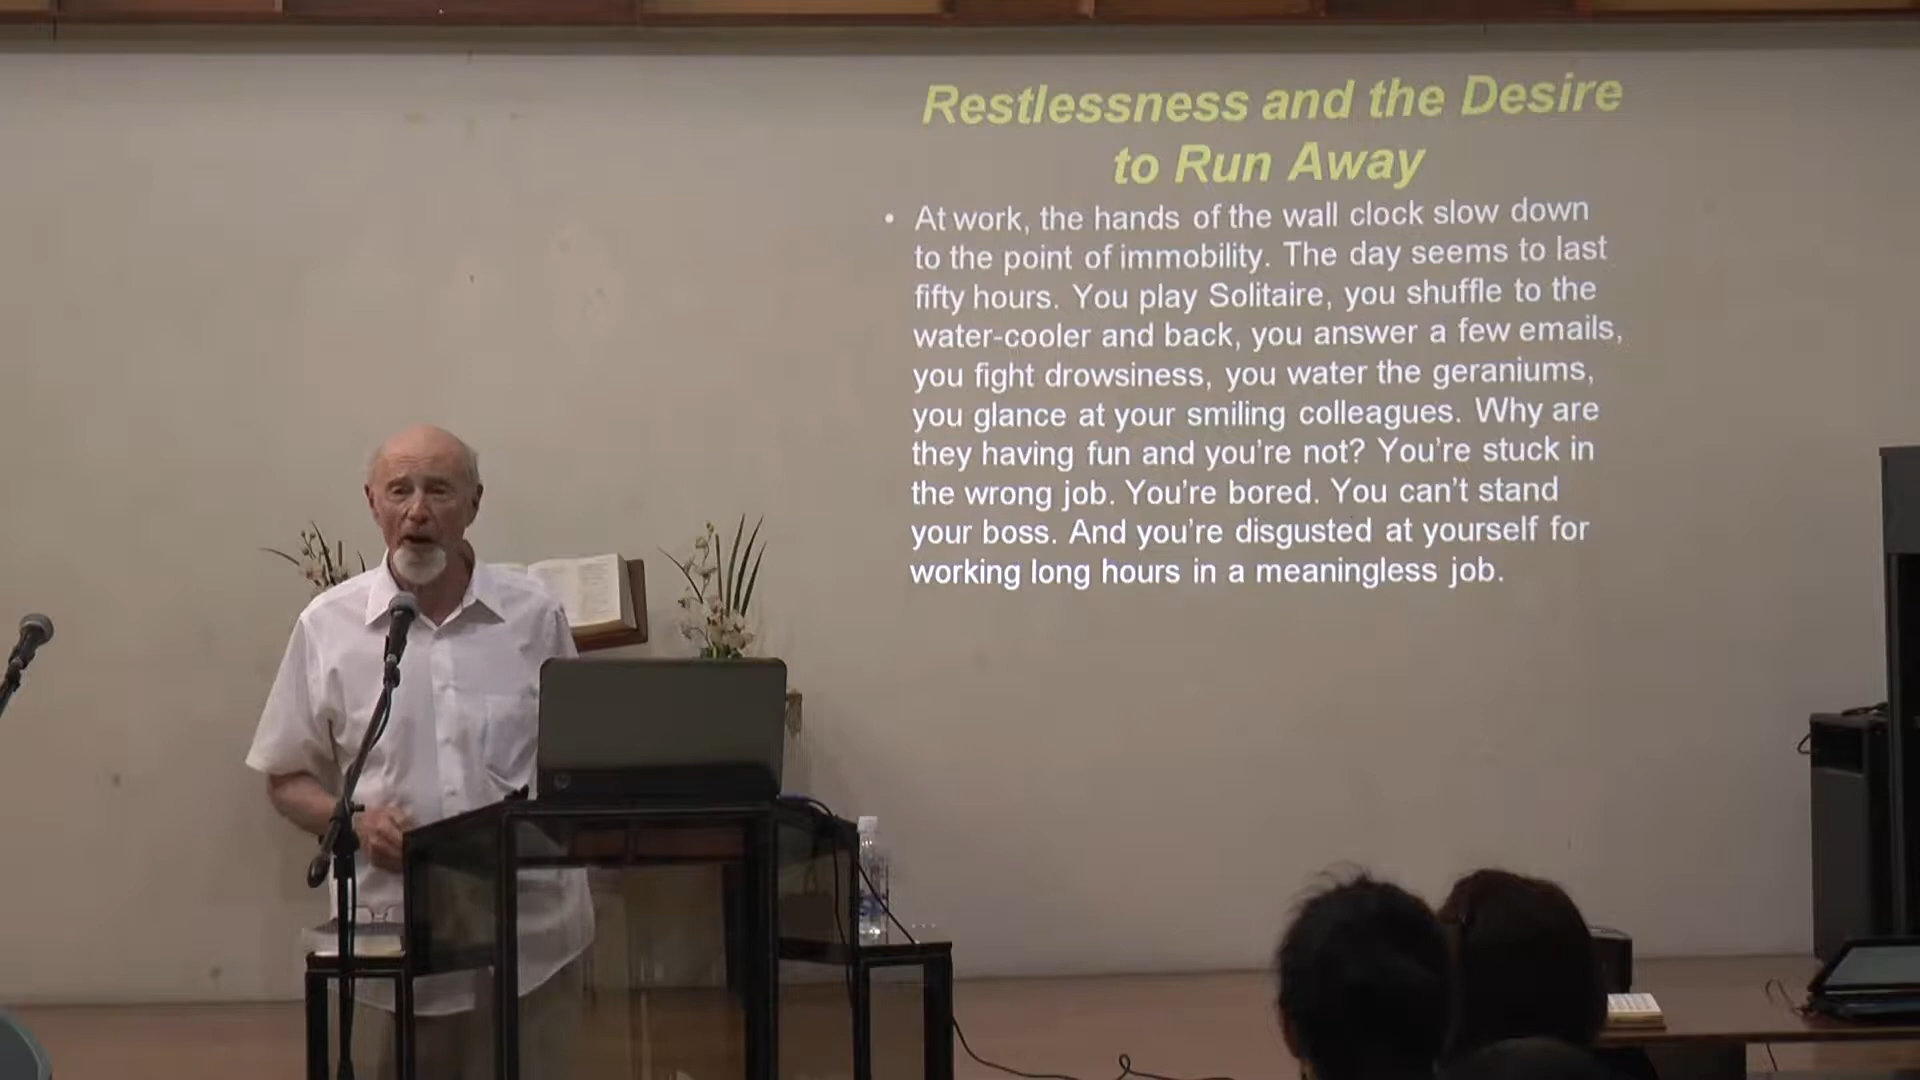 Restlessness and the Desire
to Run Away
• At work, the hands of the wall clock slow down
to the point of immobility. The day seems to last
fifty hours. You play Solitaire, you shuffle to the
water-cooler and back, you answer a few emails,
you fight drowsiness, you water the geraniums,
you glance at your smiling colleagues. Why are
they having fun and you're not? You're stuck in
the wrong job. You're bored. You can't stand
your boss. And you're disgusted at yourself for
working long hours in a meaningless job.